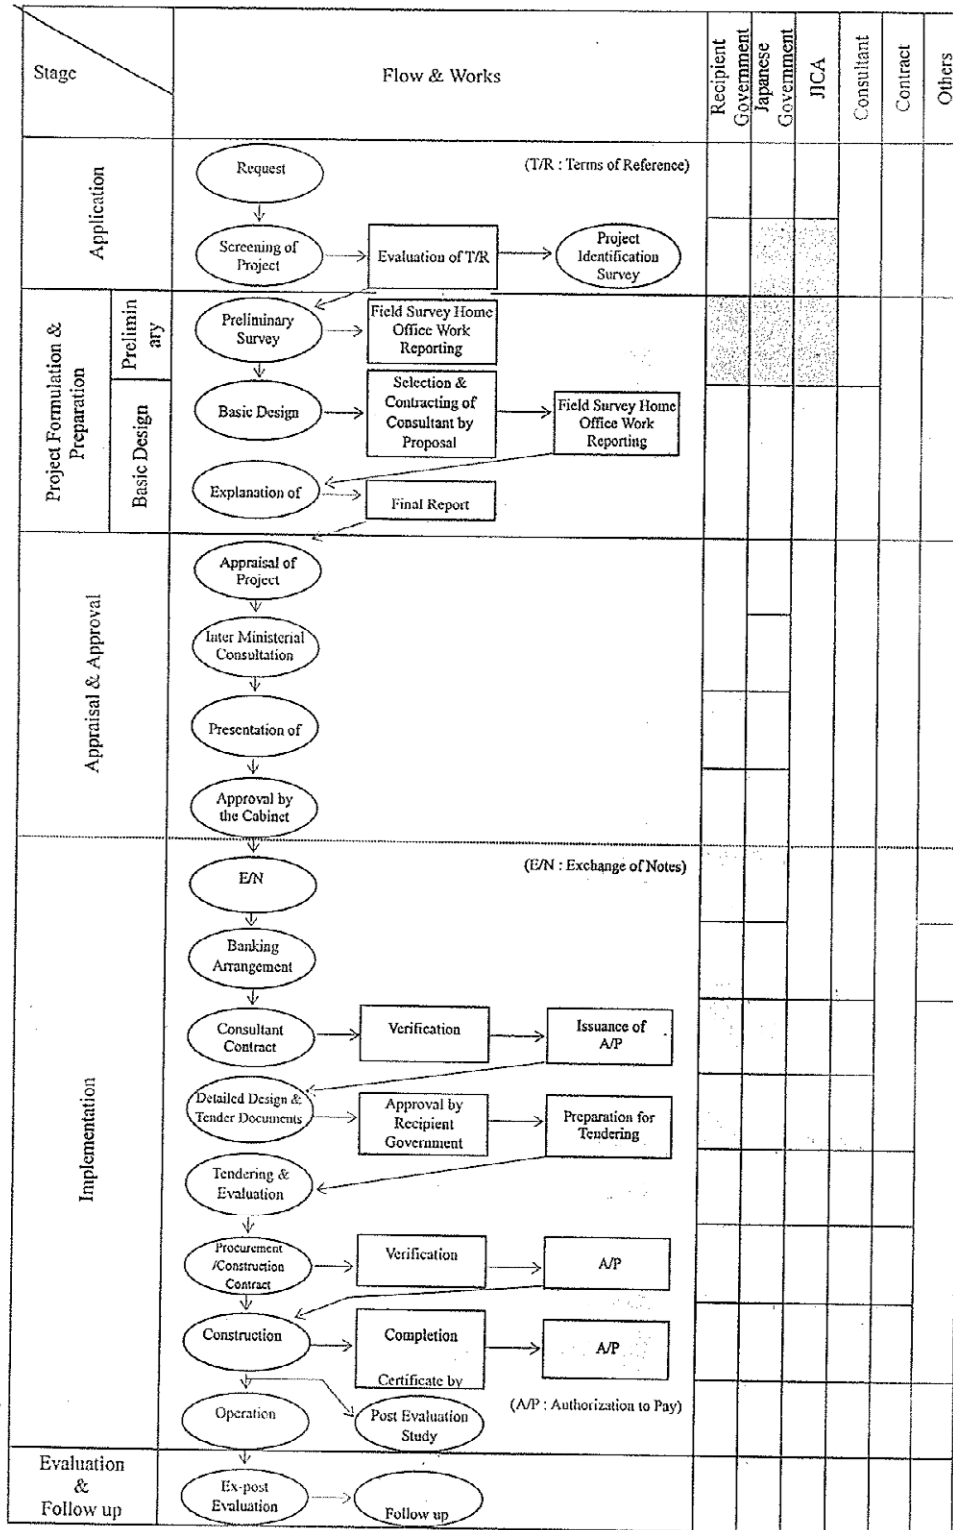 Stage
Flow & Works
Recipient
Government
Japanese
Government
JICA
Consultant
Contract
Others
Application
Request
(T/R : Terms of Reference)
Screening of
Project
Evaluation of T/R
Project
Identification
Survey
Project Formulation &
Preparation
Prelimin
ary
Preliminary
Survey
Field Survey Home
Office Work
Reporting
Basic Design
Basic Design
Selection &
Contracting of
Consultant by
Proposal
Field Survey Home
Office Work
Reporting
Explanation of
Final Report
Appraisal & Approval
Appraisal of
Project
Inter Ministerial
Consultation
Presentation of
Approval by
the Cabinet
Implementation
E/N
(E/N : Exchange of Notes)
Banking
Arrangement
Consultant
Contract
Verification
Issuance of
A/P
Detailed Design &
Tender Documents
Approval by
Recipient
Government
Preparation for
Tendering
Tendering &
Evaluation
Procurement
/Construction
Contract
Verification
A/P
Construction
Completion
Certificate by
A/P
(A/P : Authorization to Pay)
Operation
Post Evaluation
Study
Evaluation
&
Follow up
Ex-post
Evaluation
Follow up